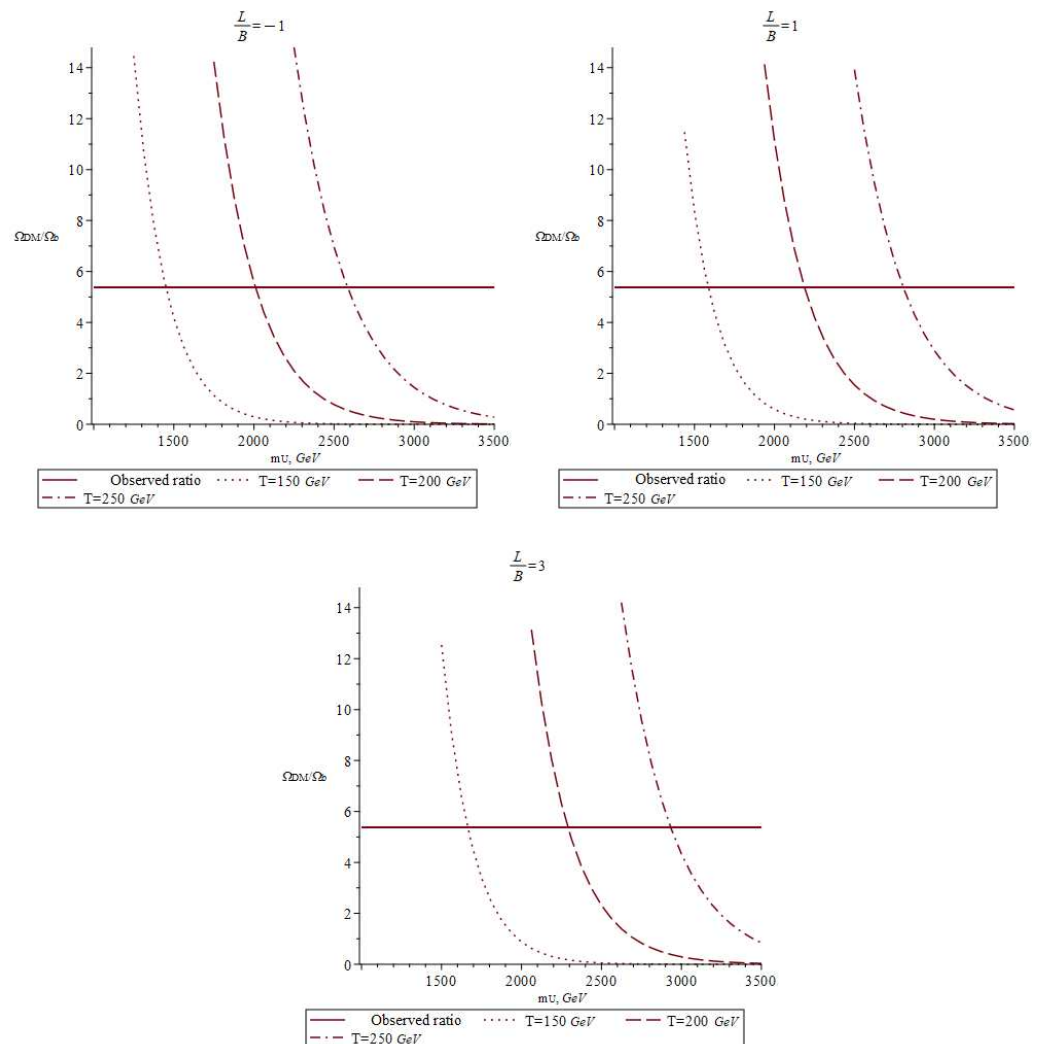 L/B = −1
14
12
10
8
ΩDM/Ωb
6
4
2
0
1500 2000 2500 3000 3500
mU, GeV
Observed ratio T=150 GeV T=200 GeV
T=250 GeV
L/B = 1
14
12
10
8
ΩDM/Ωb
6
4
2
0
1500 2000 2500 3000 3500
mU, GeV
Observed ratio T=150 GeV T=200 GeV
T=250 GeV
L/B = 3
14
12
10
8
ΩDM/Ωb
6
4
2
0
1500 2000 2500 3000 3500
mU, GeV
Observed ratio T=150 GeV T=200 GeV
T=250 GeV